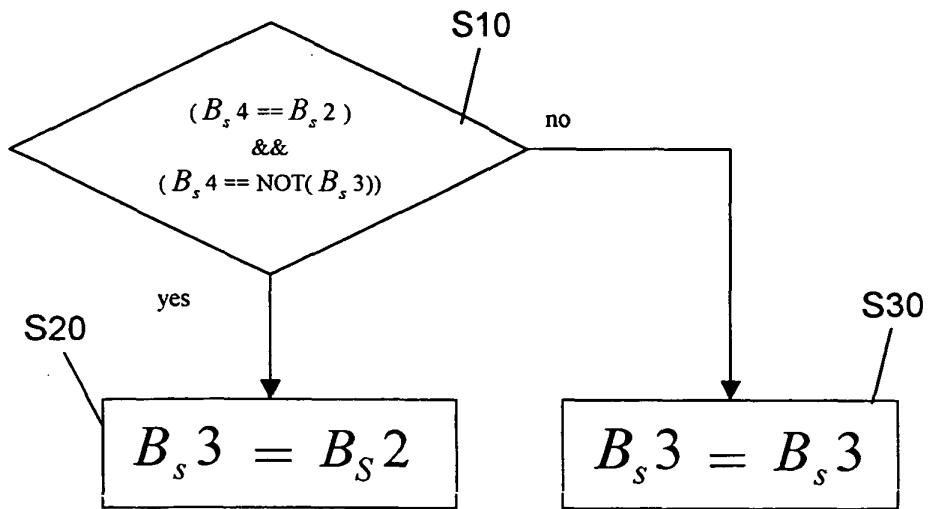 S10
( B_s 4 == B_s 2 )
&&
( B_s 4 == NOT( B_s 3))
no
yes
S20
S30
B_s 3 = B_S 2
B_s 3 = B_s 3